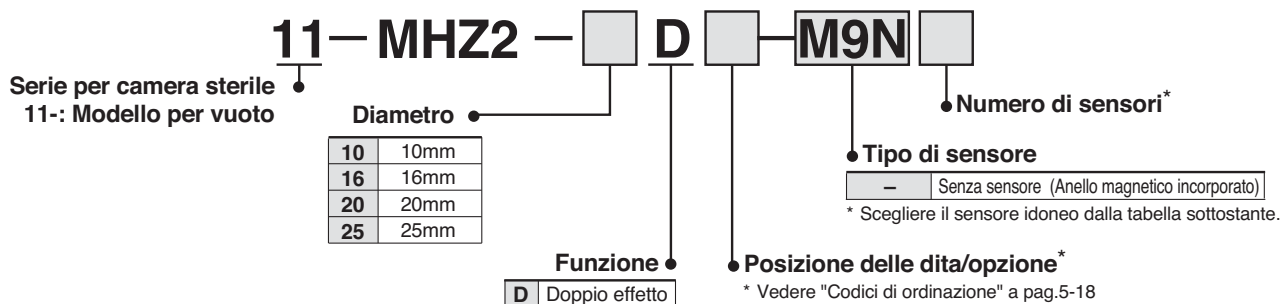 11 — MHZ2 — D — M9N
Serie per camera sterile
11-: Modello per vuoto
Diametro
10 10mm
16 16mm
20 20mm
25 25mm
Funzione
D Doppio effetto
Posizione delle dita/opzione*
* Vedere "Codici di ordinazione" a pag.5-18
Numero di sensori*
Tipo di sensore
– Senza sensore (Anello magnetico incorporato)
* Scegliere il sensore idoneo dalla tabella sottostante.